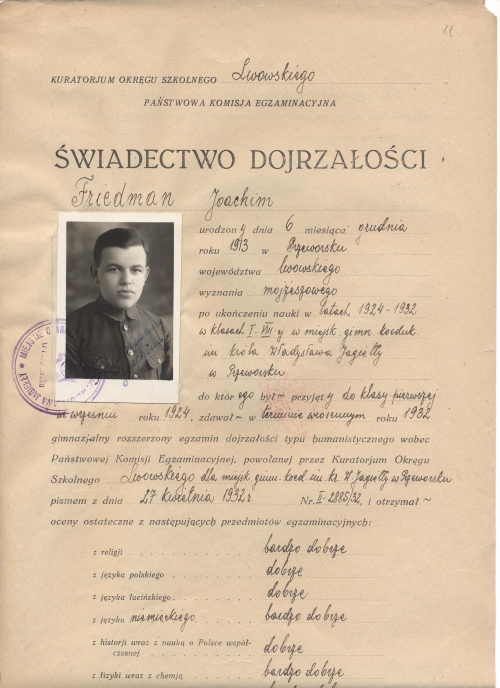 11
KURATORJUM OKRĘGU SZKOLNEGO Lwowskiego
PAŃSTWOWA KOMISJA EGZAMINACYJNA
ŚWIADECTWO DOJRZAŁOŚCI
Friedman Joachim
urodzony dnia 6 miesiąca grudnia
roku 1913 w Przeworsku
województwa lwowskiego
wyznania mojżeszowego
po ukończeniu nauki w latach 1924-1932
w klasach I-VIII y w miejsk. gimn. koeduk.
im króla Władysława Jagiełły
w Przeworsku
do którego był~ przyjęty do klasy pierwszej
we wrześniu roku 1924, zdawał~ w terminie wiosennym roku 1932
gimnazjalny rozszerzony egzamin dojrzałości typu humanistycznego wobec
Państwowej Komisji Egzaminacyjnej, powołanej przez Kuratorjum Okręgu
Szkolnego Lwowskiego dla miejsk. gimn. koed. im. kr. W. Jagiełły w Przeworsku
pismem z dnia 27 kwietnia 1932 r. Nr. II-2885/32, i otrzymał~
oceny ostateczne z następujących przedmiotów egzaminacyjnych:
z religji bardzo dobrze
z języka polskiego dobrze
z języka łacińskiego dobrze
z języka niemieckiego bardzo dobrze
z historji wraz z nauką o Polsce współ-
czesnej dobrze
z fizyki wraz z chemją bardzo dobrze